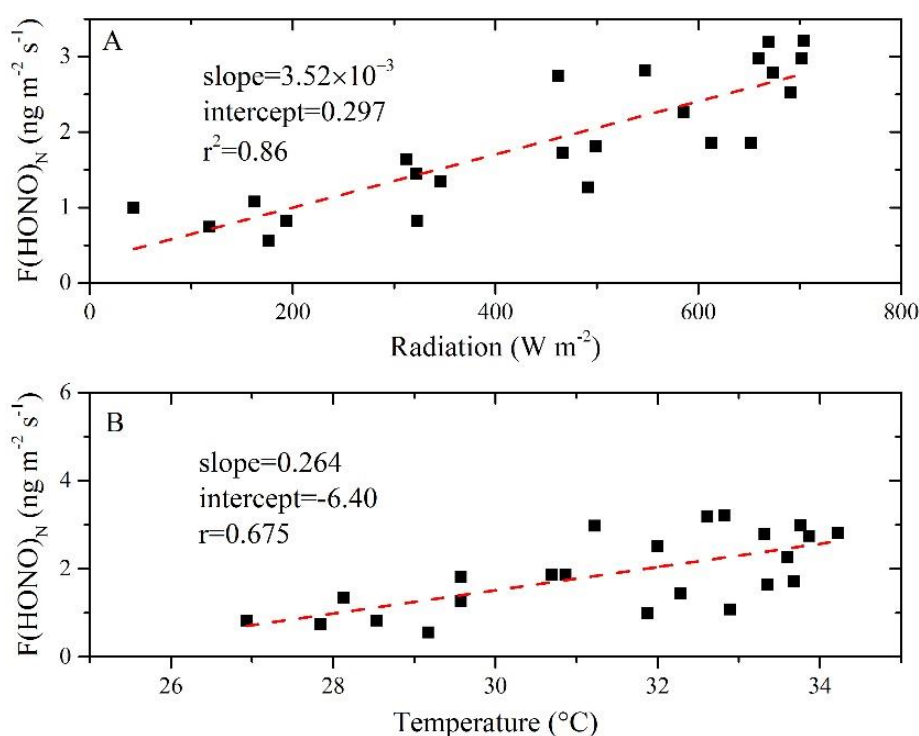 A
slope=3.52×10⁻³
intercept=0.297
r²=0.86
F(HONO)N (ng m⁻² s⁻¹)
3
2
1
0
0 200 400 600 800
Radiation (W m⁻²)
B
slope=0.264
intercept=-6.40
r=0.675
F(HONO)N (ng m⁻² s⁻¹)
6
4
2
0
26 28 30 32 34
Temperature (°C)